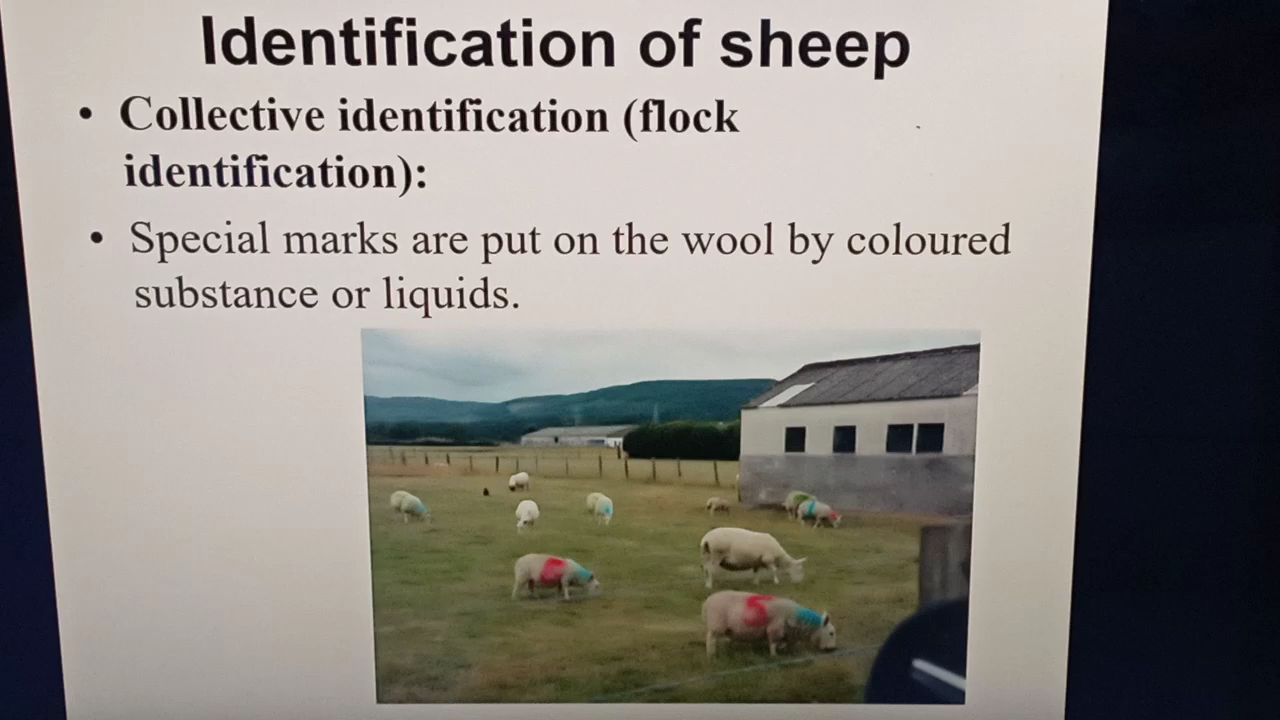 Identification of sheep
• Collective identification (flock
identification):
• Special marks are put on the wool by coloured
substance or liquids.